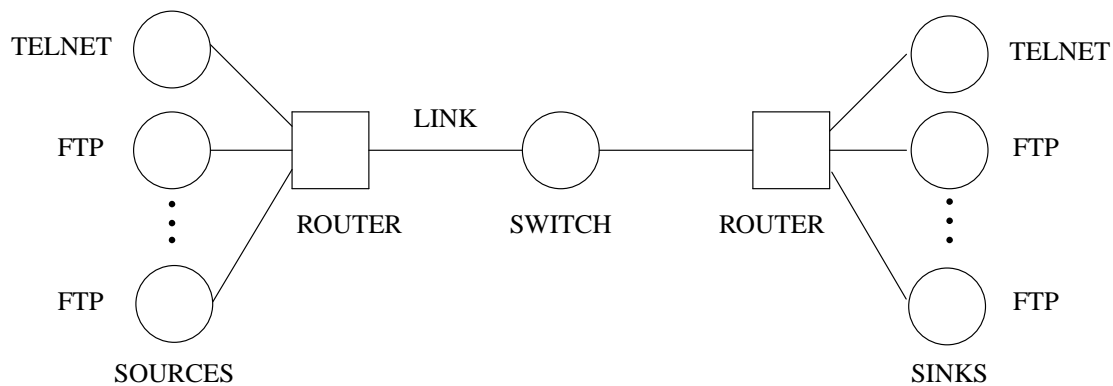 TELNET
FTP
FTP
SOURCES
ROUTER
LINK
SWITCH
ROUTER
TELNET
FTP
FTP
SINKS